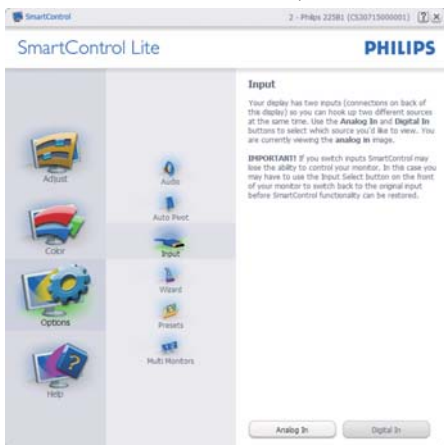 SmartControl
2 - Philips 225B1 (CS30715000001)
SmartControl Lite
PHILIPS
Adjust
Color
Options
Help
Audio
Auto Pivot
Input
Wizard
Presets
Multi Monitors
Input
Your display has two inputs (connections on back of
the display) so you can hook up two different sources
at the same time. Use the Analog In and Digital In
buttons to select which source you'd like to view. You
are currently viewing the analog in image.
IMPORTANT! If you switch inputs SmartControl may
lose the ability to control your monitor. In this case you
may have to use the Input Select button on the front
of your monitor to switch back to the original input
before SmartControl functionality can be restored.
Analog In
Digital In